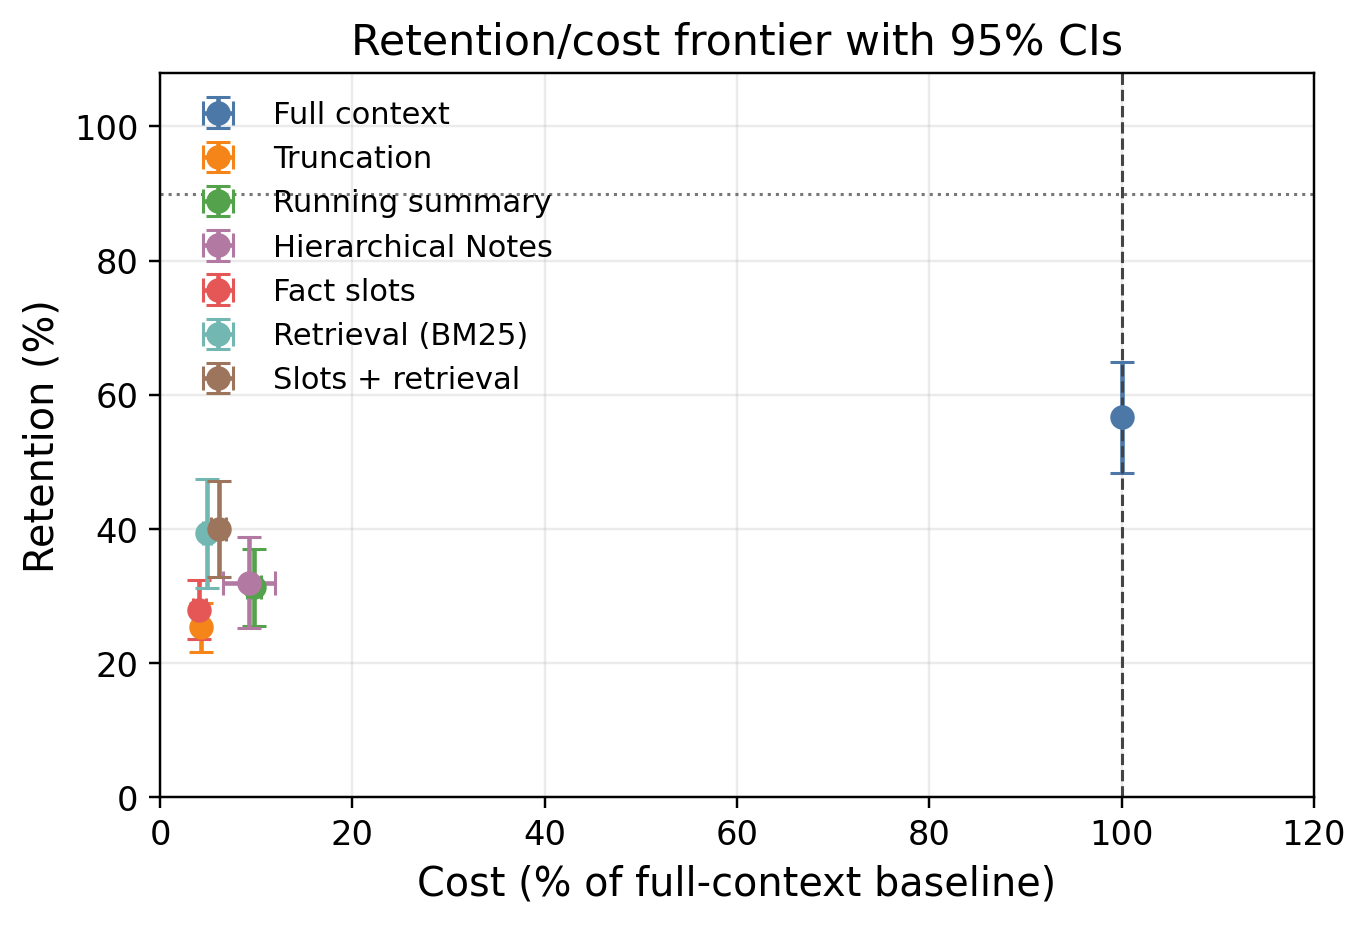 Retention/cost frontier with 95% CIs
Full context
Truncation
Running summary
Hierarchical Notes
Fact slots
Retrieval (BM25)
Slots + retrieval
Retention (%)
100
80
60
40
20
0
0 20 40 60 80 100 120
Cost (% of full-context baseline)